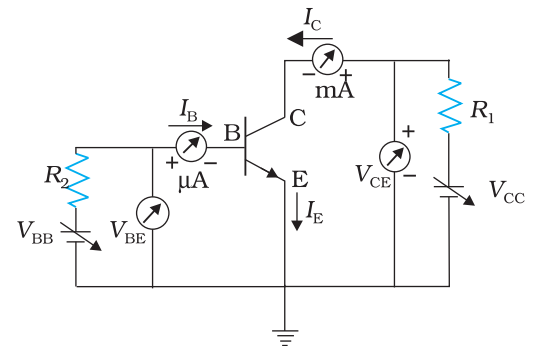 I_C
− +
mA
I_B
B
C
+ −
μA
E
I_E
R_2
V_BB
V_BE
+
V_CE
−
R_1
V_CC